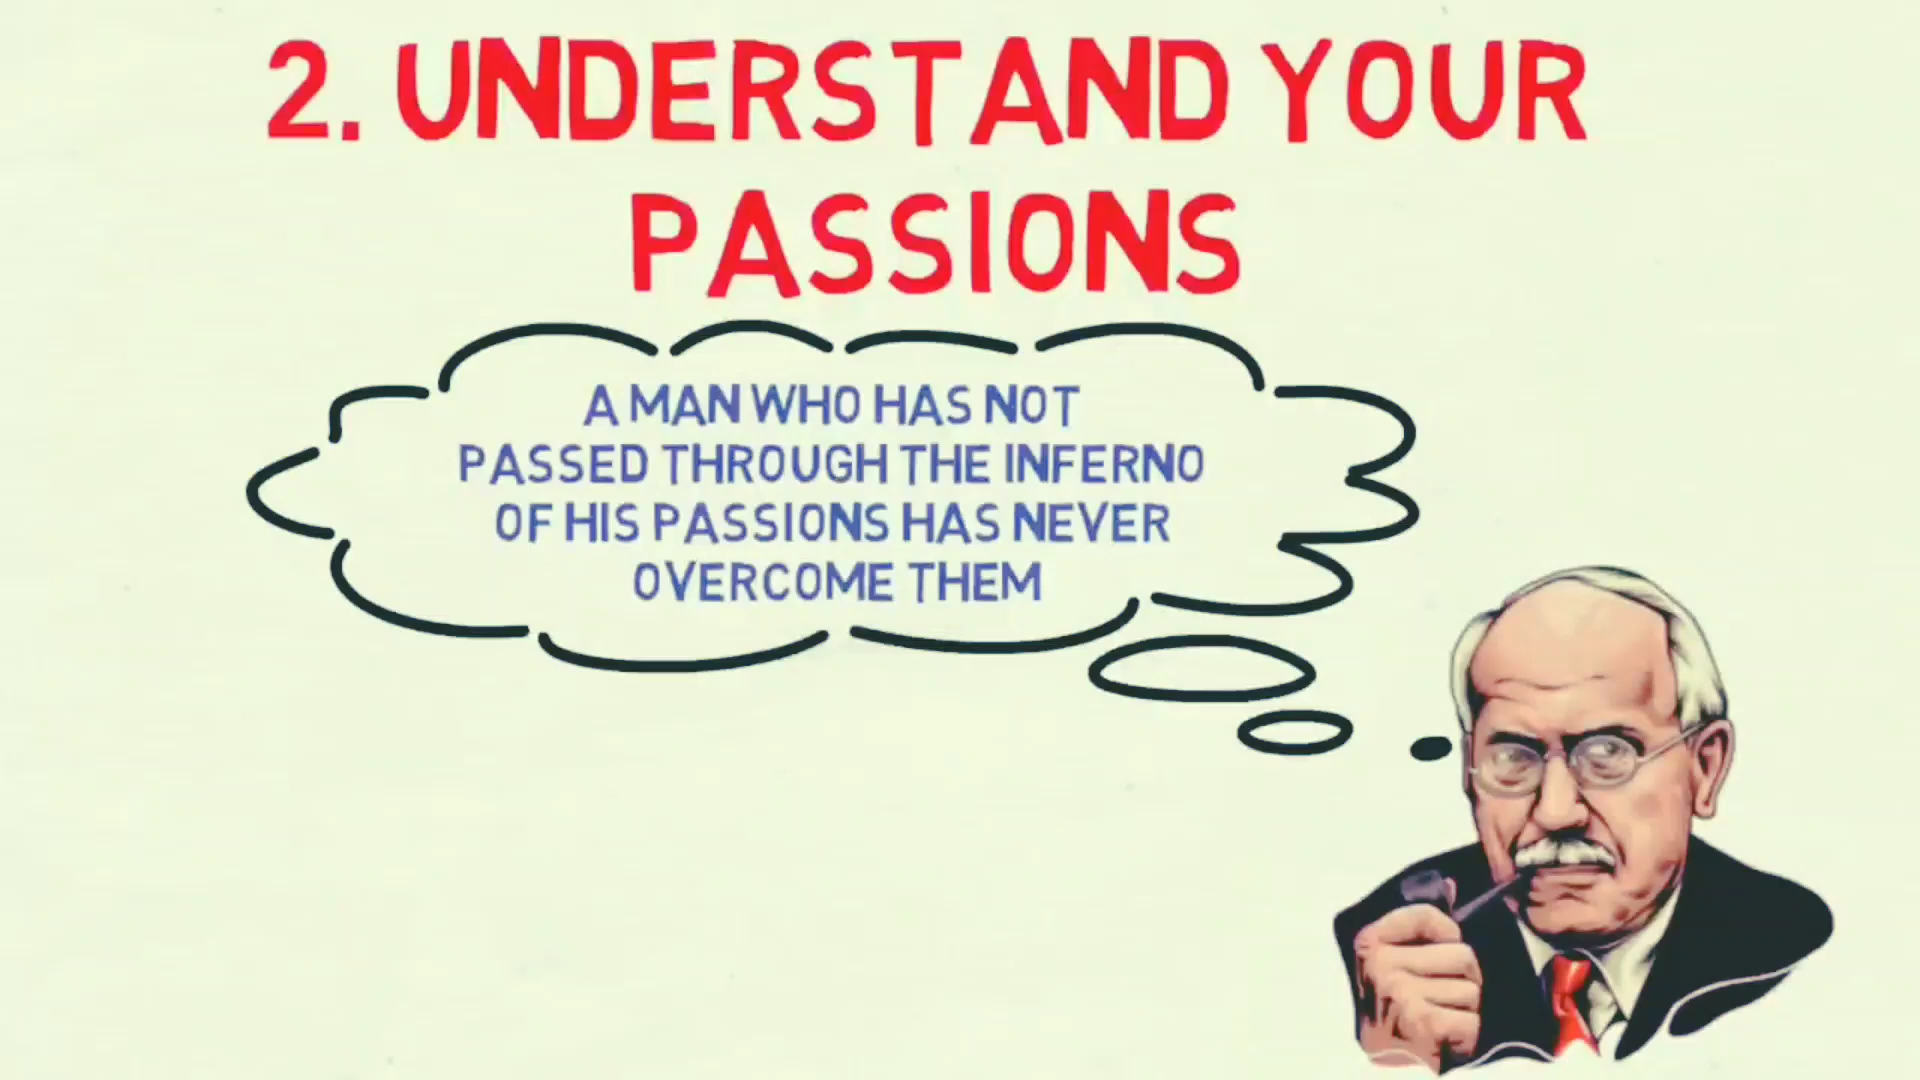 2. UNDERSTAND YOUR
PASSIONS
A MAN WHO HAS NOT
PASSED THROUGH THE INFERNO
OF HIS PASSIONS HAS NEVER
OVERCOME THEM